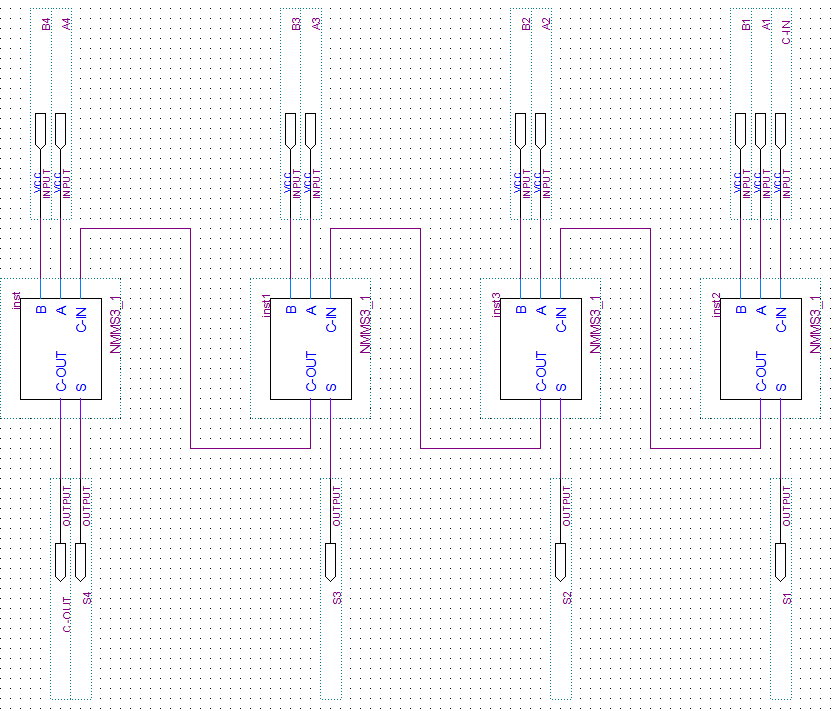 B4
A4
B3
A3
B2
A2
B1
A1
C-IN
VCC
INPUT
VCC
INPUT
VCC
INPUT
VCC
INPUT
VCC
INPUT
VCC
INPUT
VCC
INPUT
VCC
INPUT
VCC
INPUT
inst
B
A
C-IN
C-OUT
S
NMMS3_1
inst1
B
A
C-IN
C-OUT
S
NMMS3_1
inst3
B
A
C-IN
C-OUT
S
NMMS3_1
inst2
B
A
C-IN
C-OUT
S
NMMS3_1
OUTPUT
OUTPUT
OUTPUT
OUTPUT
OUTPUT
C-OUT
S4
S3
S2
S1